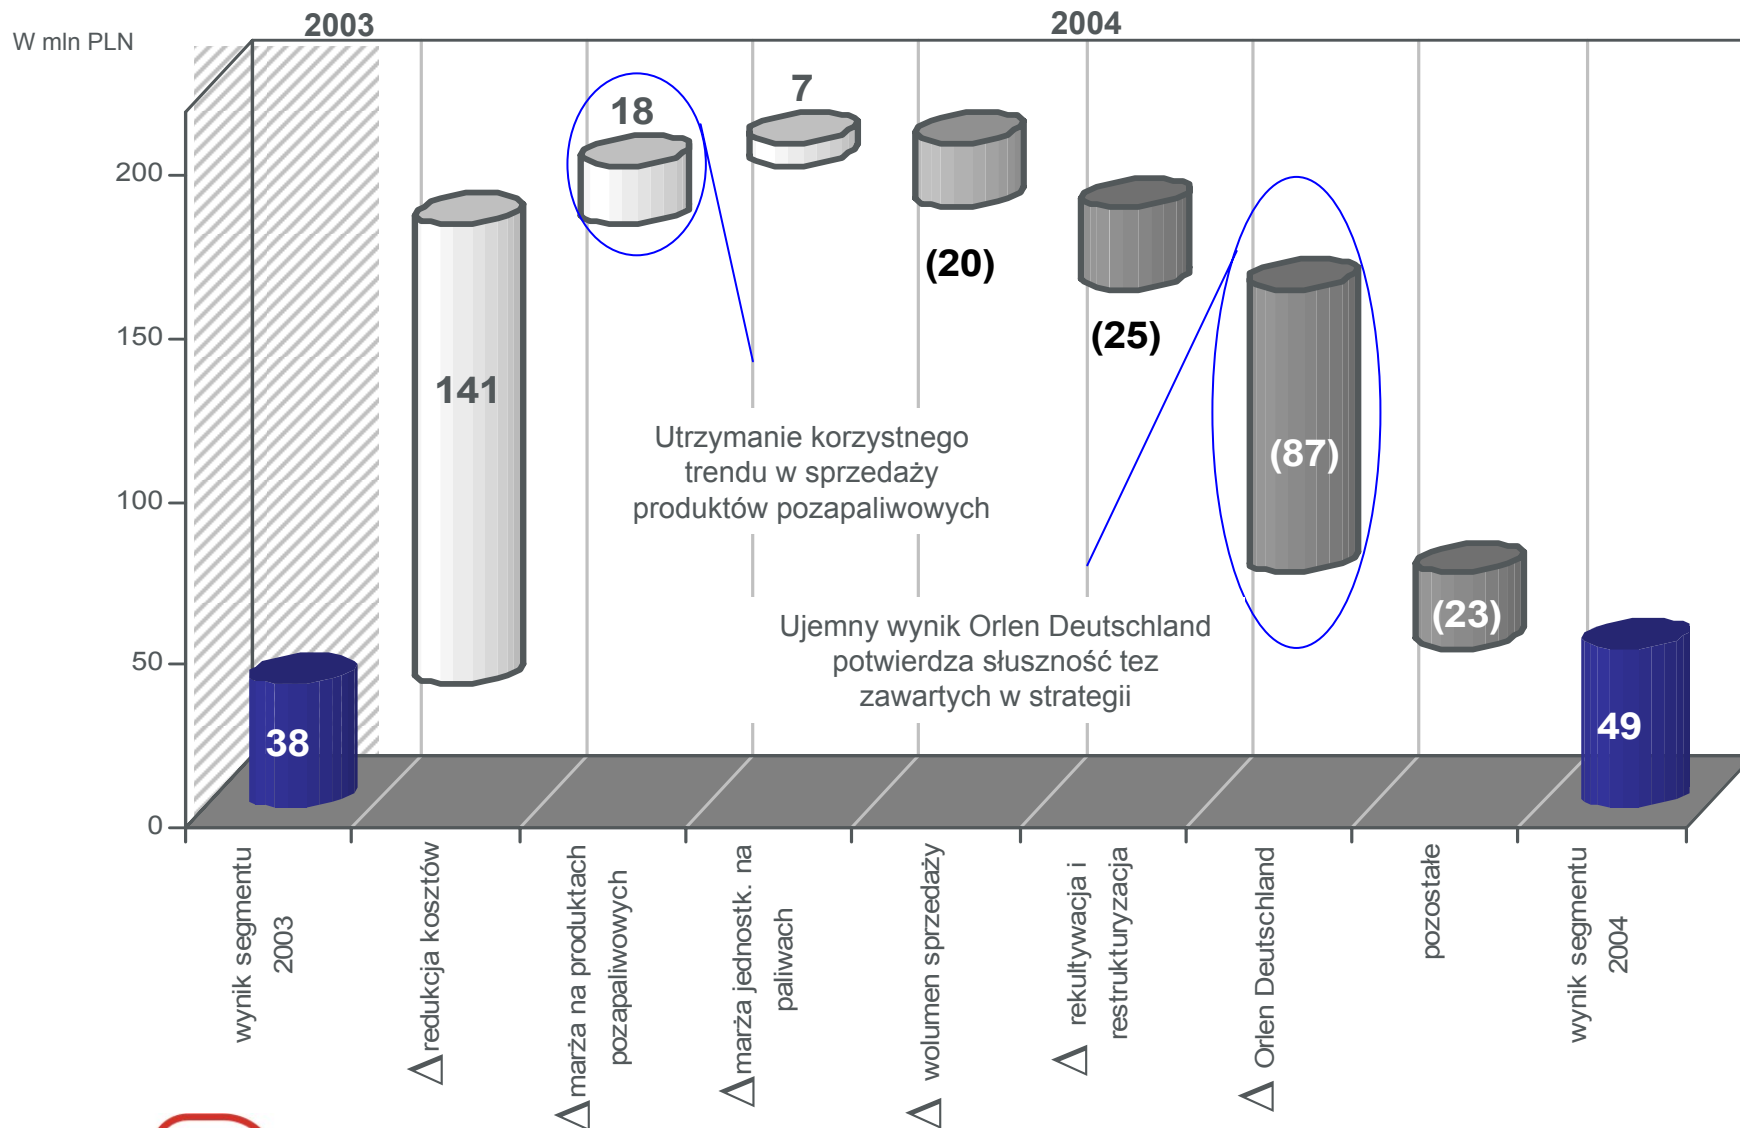 2003
2004
W mln PLN
200
150
100
50
0
38
141
18
7
(20)
(25)
(87)
(23)
49
Utrzymanie korzystnego
trendu w sprzedaży
produktów pozapaliwowych
Ujemny wynik Orlen Deutschland
potwierdza słuszność tez
zawartych w strategii
wynik segmentu
2003
△ redukcja kosztów
△ marża na produktach
pozapaliwowych
△ marża jednostk. na
paliwach
△ wolumen sprzedaży
△ rekultywacja i
restrukturyzacja
△ Orlen Deutschland
pozostałe
wynik segmentu
2004